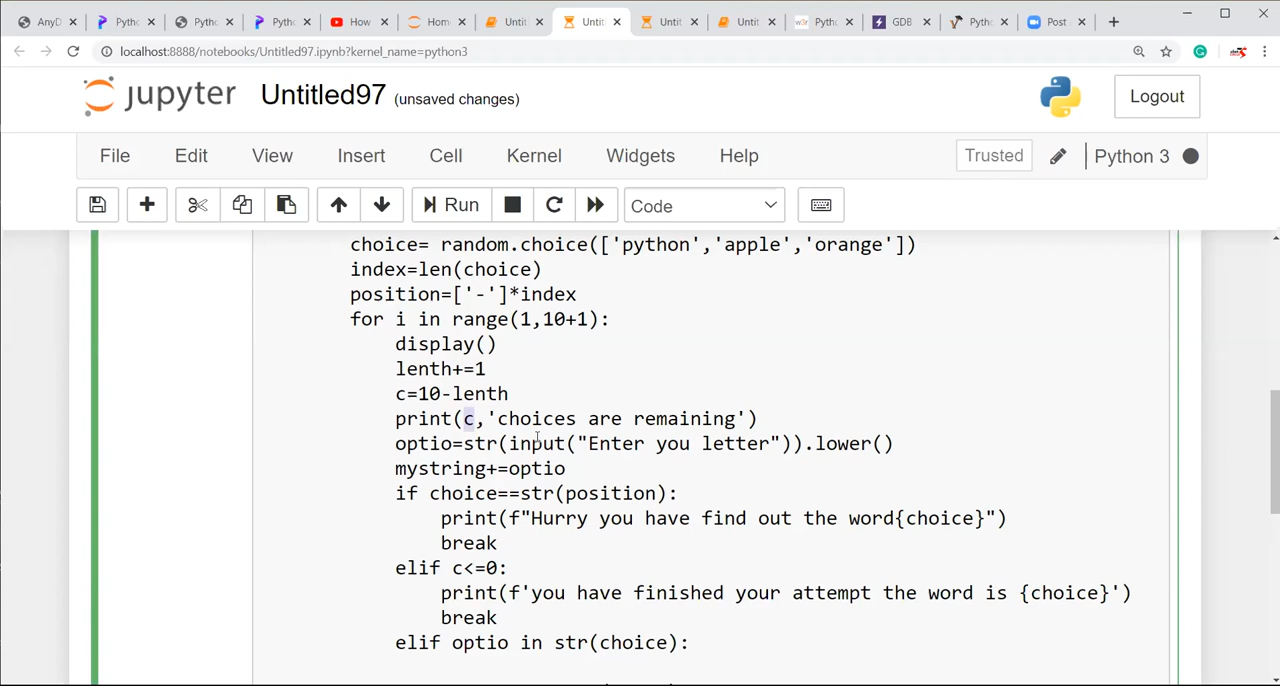 AnyD
Pytho
Pytho
Pytho
How
Hom
Untit
Untit
Untit
Untit
w3r
Pytho
GDB
Pytho
Post
localhost:8888/notebooks/Untitled97.ipynb?kernel_name=python3
jupyter Untitled97 (unsaved changes) Logout
File Edit View Insert Cell Kernel Widgets Help Trusted Python 3
Run Code
choice= random.choice(['python','apple','orange'])
index=len(choice)
position=['-']*index
for i in range(1,10+1):
display()
lenth+=1
c=10-lenth
print(c,'choices are remaining')
optio=str(input("Enter you letter")).lower()
mystring+=optio
if choice==str(position):
print(f"Hurry you have find out the word{choice}")
break
elif c<=0:
print(f'you have finished your attempt the word is {choice}')
break
elif optio in str(choice):